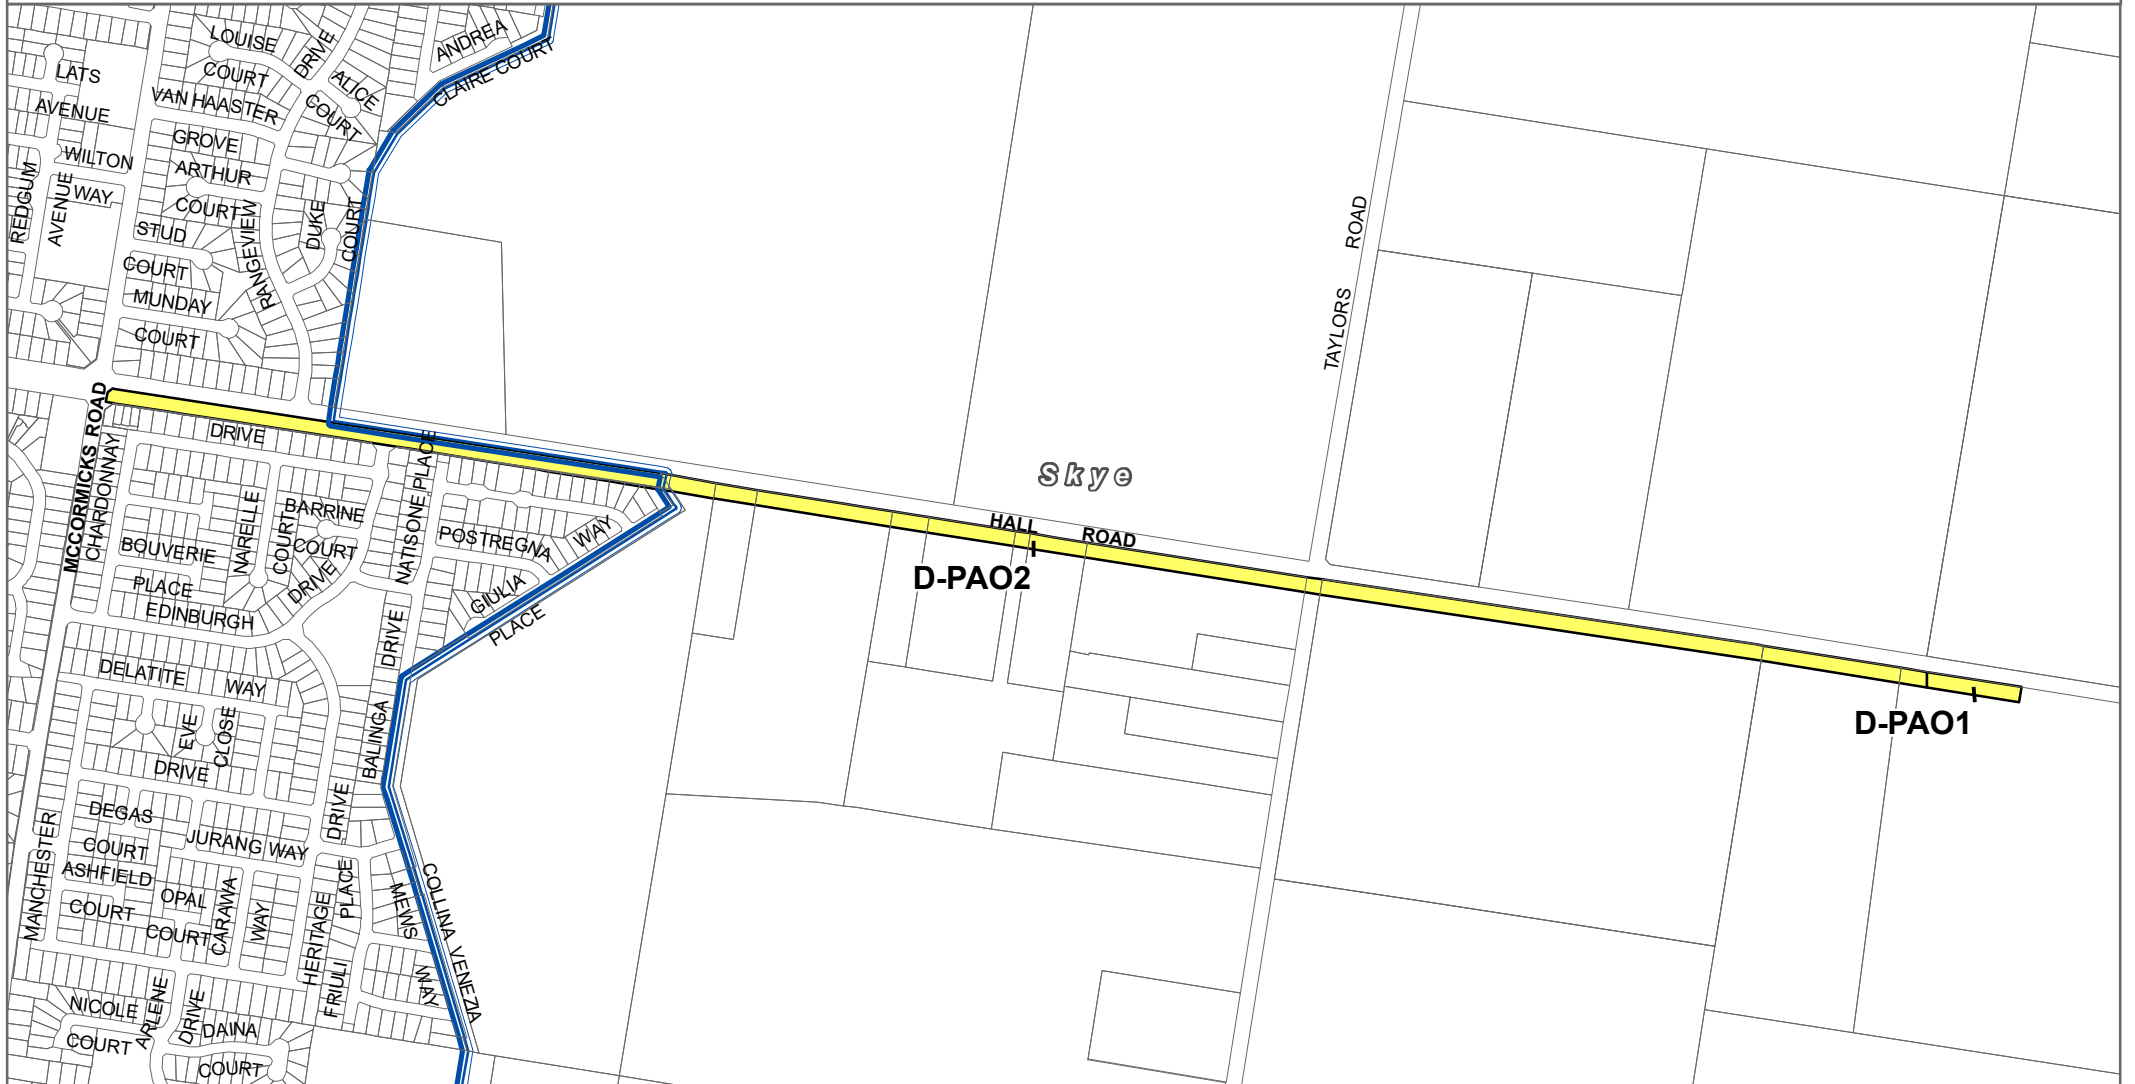 LOUISE
COURT
DRIVE
ANDREA
CLAIRE COURT
LATS
AVENUE
VAN HAASTER
GROVE
ALICE
COURT
WILTON
WAY
ARTHUR
COURT
REDGUM
AVENUE
STUD
COURT
RANGEVIEW
DUKE
COURT
MUNDAY
COURT
TAYLORS ROAD
MCCORMICKS ROAD
CHARDONNAY
DRIVE
NATISONE PLACE
Skye
HALL ROAD
D-PAO2
D-PAO1
NARELLE
COURT
BARRINE
COURT
DRIVE
BOUVERIE
PLACE
EDINBURGH
POSTREGNA WAY
GIULIA
PLACE
DRIVE
BALINGA
DELATITE WAY
EVE
CLOSE
DRIVE
DEGAS
COURT
JURANG WAY
DRIVE
MANCHESTER
ASHFIELD
COURT
OPAL
COURT
CARAWA
WAY
HERITAGE
PLACE
FRIULI
MEWS
WAY
COLLINA VENEZIA
NICOLE
COURT
ARLENE
DRIVE
DAINA
COURT